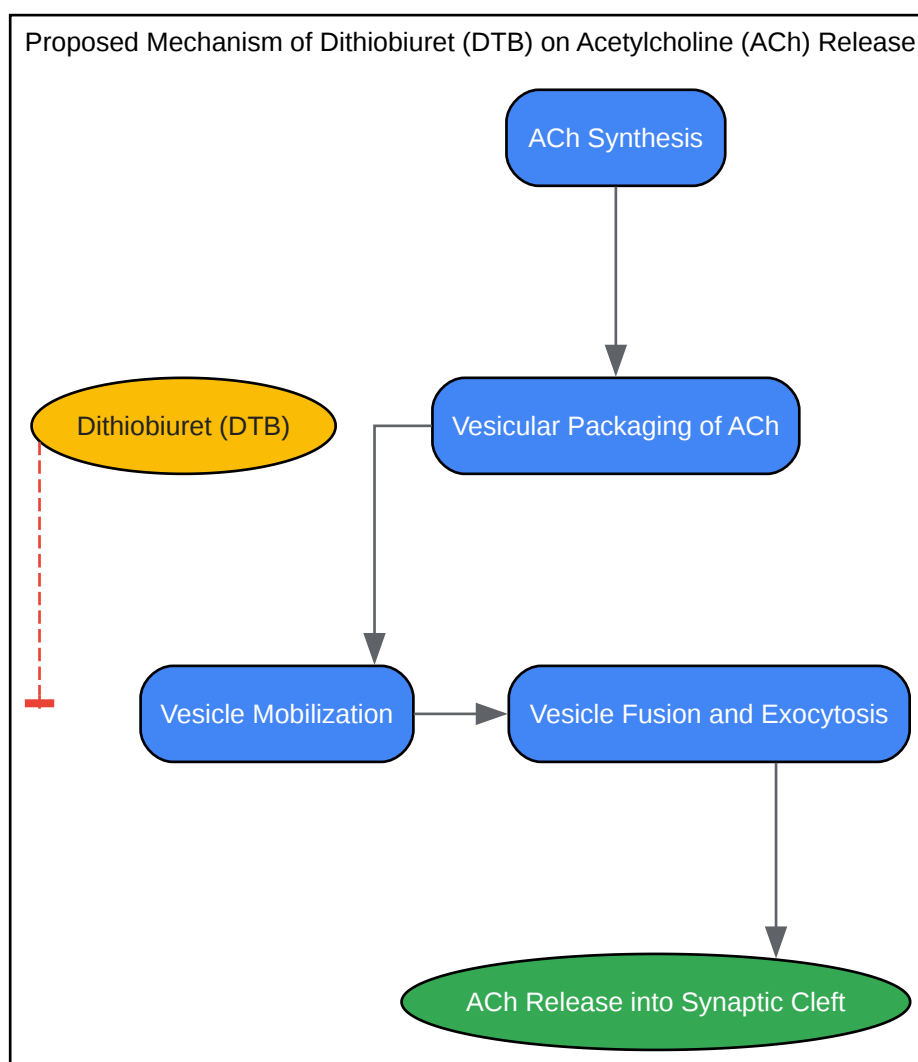 Proposed Mechanism of Dithiobiuret (DTB) on Acetylcholine (ACh) Release
ACh Synthesis
Dithiobiuret (DTB)
Vesicular Packaging of ACh
Vesicle Mobilization
Vesicle Fusion and Exocytosis
ACh Release into Synaptic Cleft